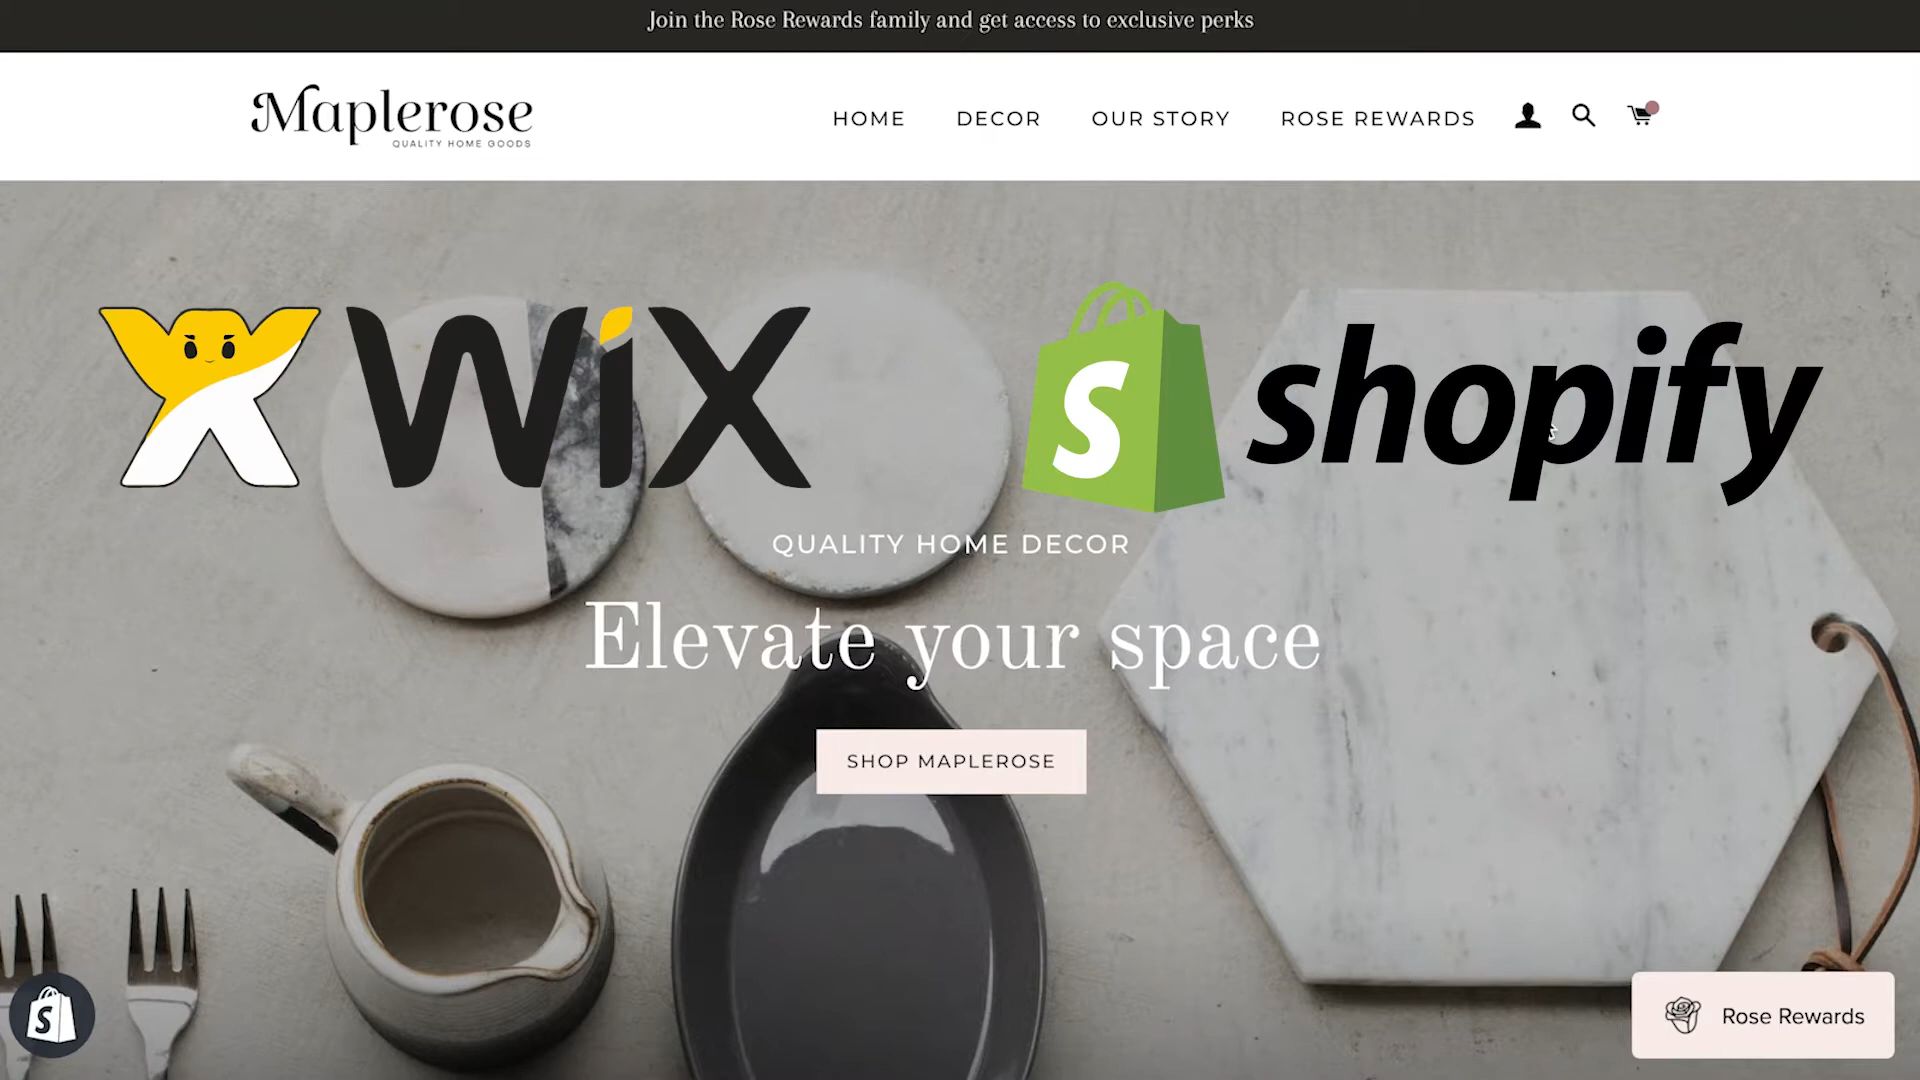 Join the Rose Rewards family and get access to exclusive perks
Maplerose
QUALITY HOME GOODS
HOME
DECOR
OUR STORY
ROSE REWARDS
WiX
S
shopify
QUALITY HOME DECOR
Elevate your space
SHOP MAPLEROSE
S
Rose Rewards